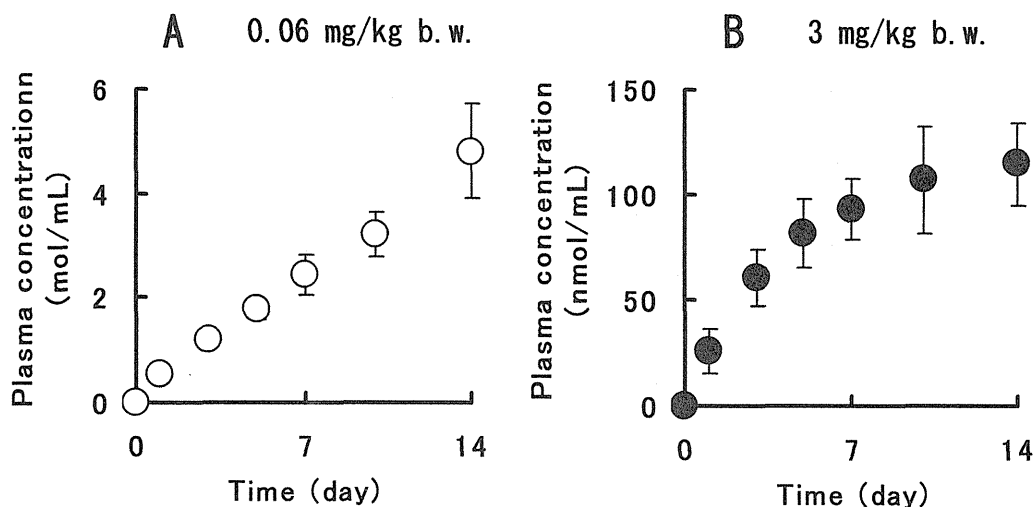 A 0.06 mg/kg b.w.
Plasma concentrationn
(mol/mL)
6
4
2
0
0 7 14
Time (day)
B 3 mg/kg b.w.
Plasma concentration
(nmol/mL)
150
100
50
0
0 7 14
Time (day)